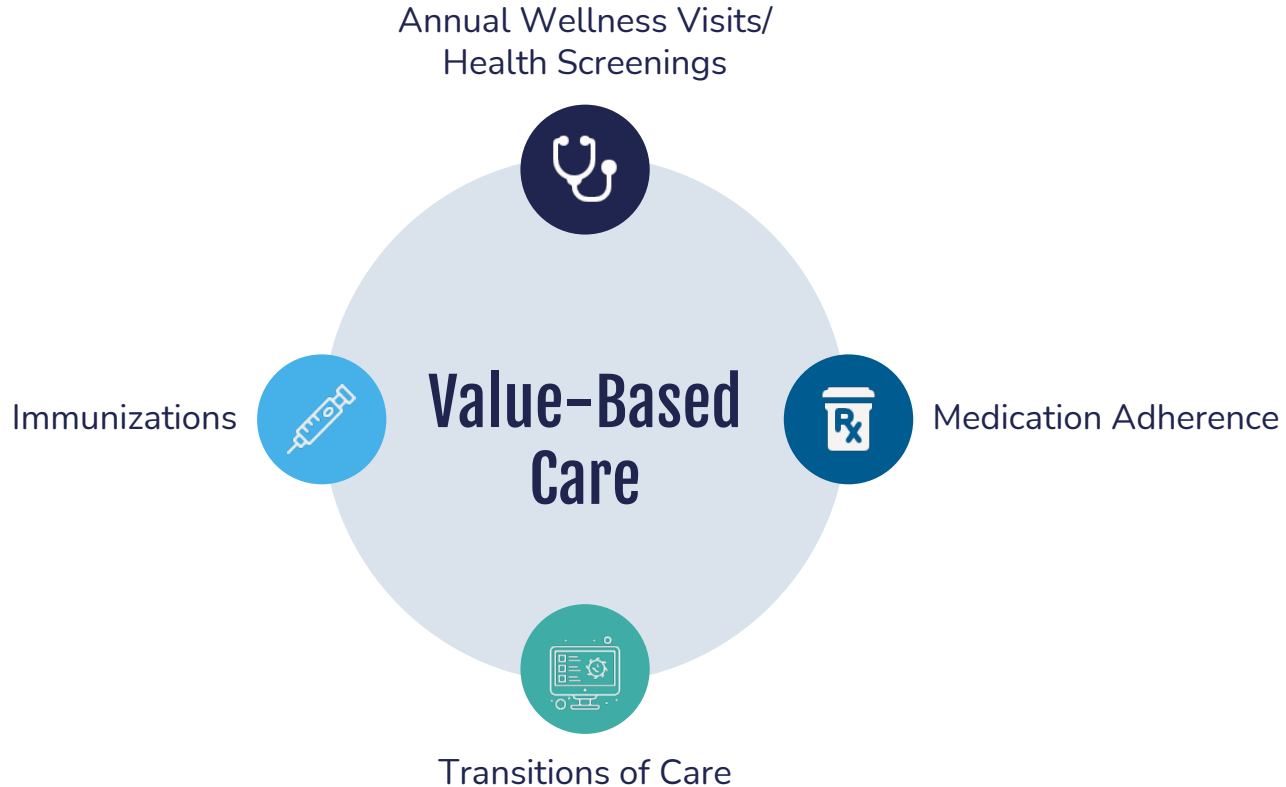 Annual Wellness Visits/
Health Screenings
Immunizations
Value-Based
Care
Rx
Medication Adherence
Transitions of Care